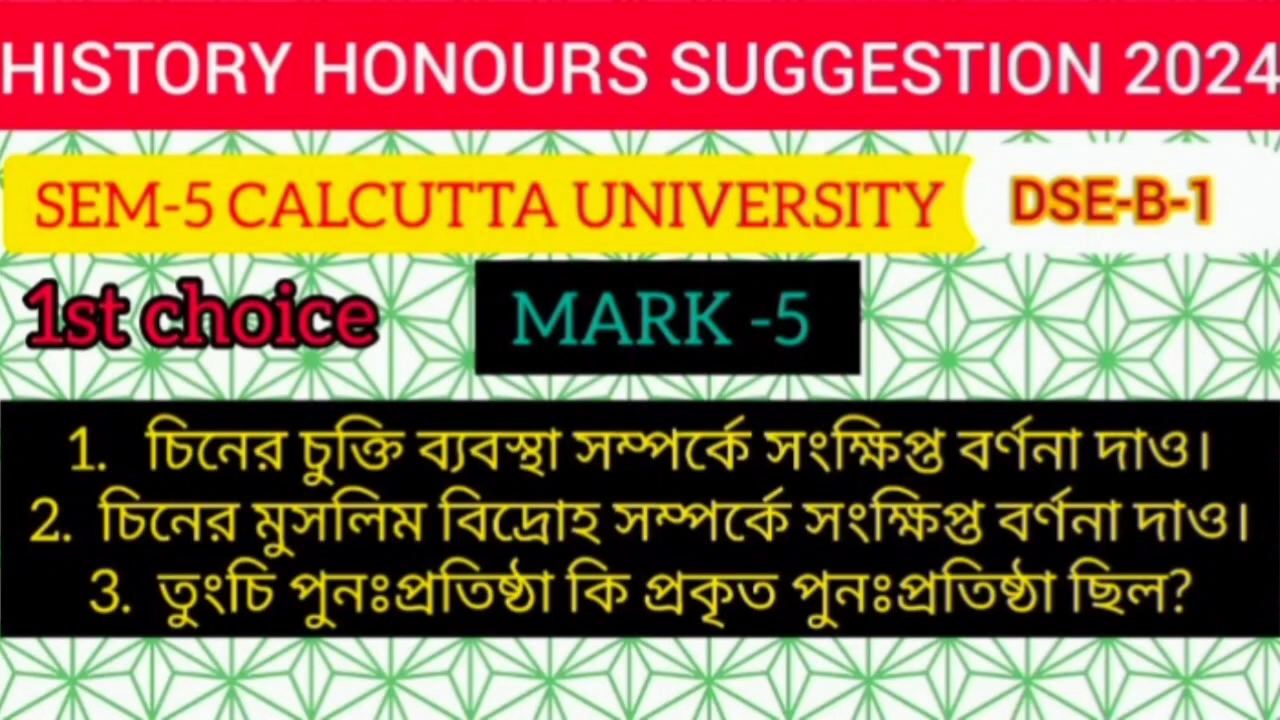 HISTORY HONOURS SUGGESTION 2024
SEM-5 CALCUTTA UNIVERSITY DSE-B-1
1st choice MARK -5
1. চিনের চুক্তি ব্যবস্থা সম্পর্কে সংক্ষিপ্ত বর্ণনা দাও।
2. চিনের মুসলিম বিদ্রোহ সম্পর্কে সংক্ষিপ্ত বর্ণনা দাও।
3. তুংচি পুনঃপ্রতিষ্ঠা কি প্রকৃত পুনঃপ্রতিষ্ঠা ছিল?